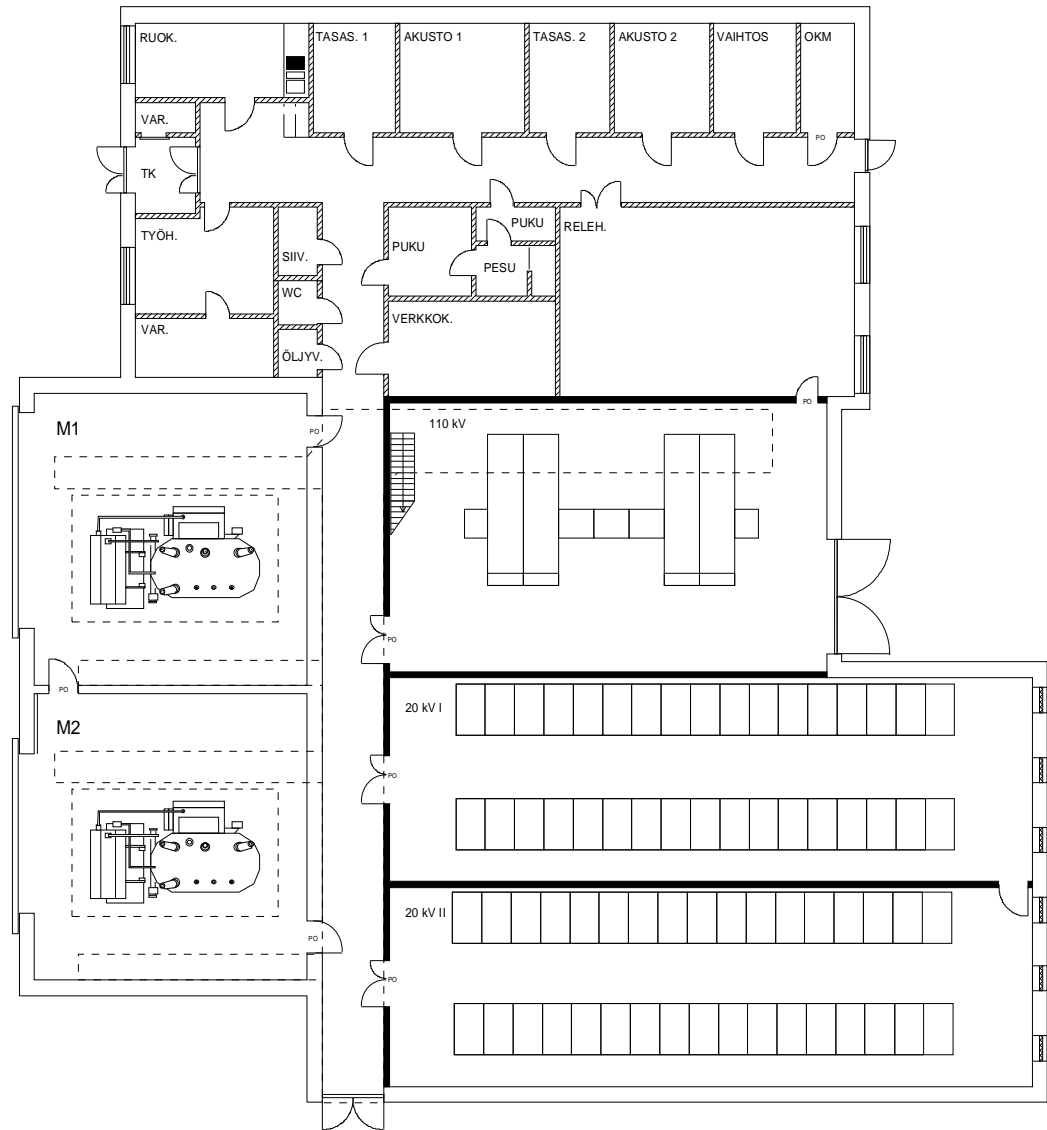 RUOK.
TASAS. 1
AKUSTO 1
TASAS. 2
AKUSTO 2
VAIHTOS
OKM
VAR.
PO
TK
TYÖH.
SIIV.
PUKU
PUKU
RELEH.
PESU
WC
VAR.
VERKKOK.
ÖLJYV.
PO
M1
PO
110 kV
PO
PO
M2
20 kV I
PO
20 kV II
PO
PO